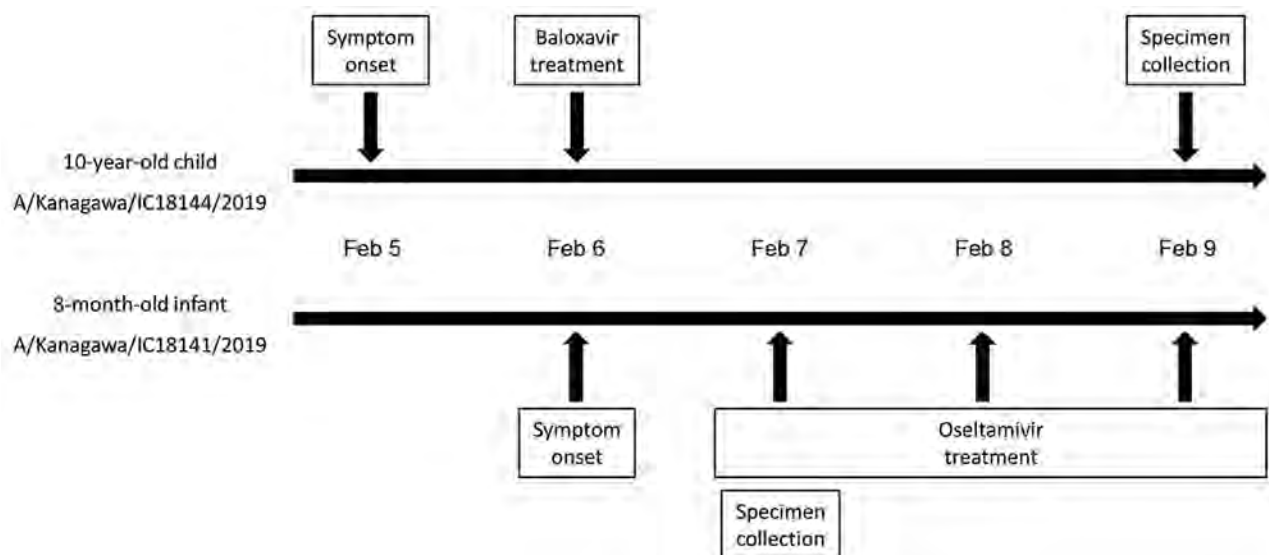 Symptom
onset
Baloxavir
treatment
Specimen
collection
10-year-old child
A/Kanagawa/IC18144/2019
Feb 5
Feb 6
Feb 7
Feb 8
Feb 9
8-month-old infant
A/Kanagawa/IC18141/2019
Symptom
onset
Oseltamivir
treatment
Specimen
collection